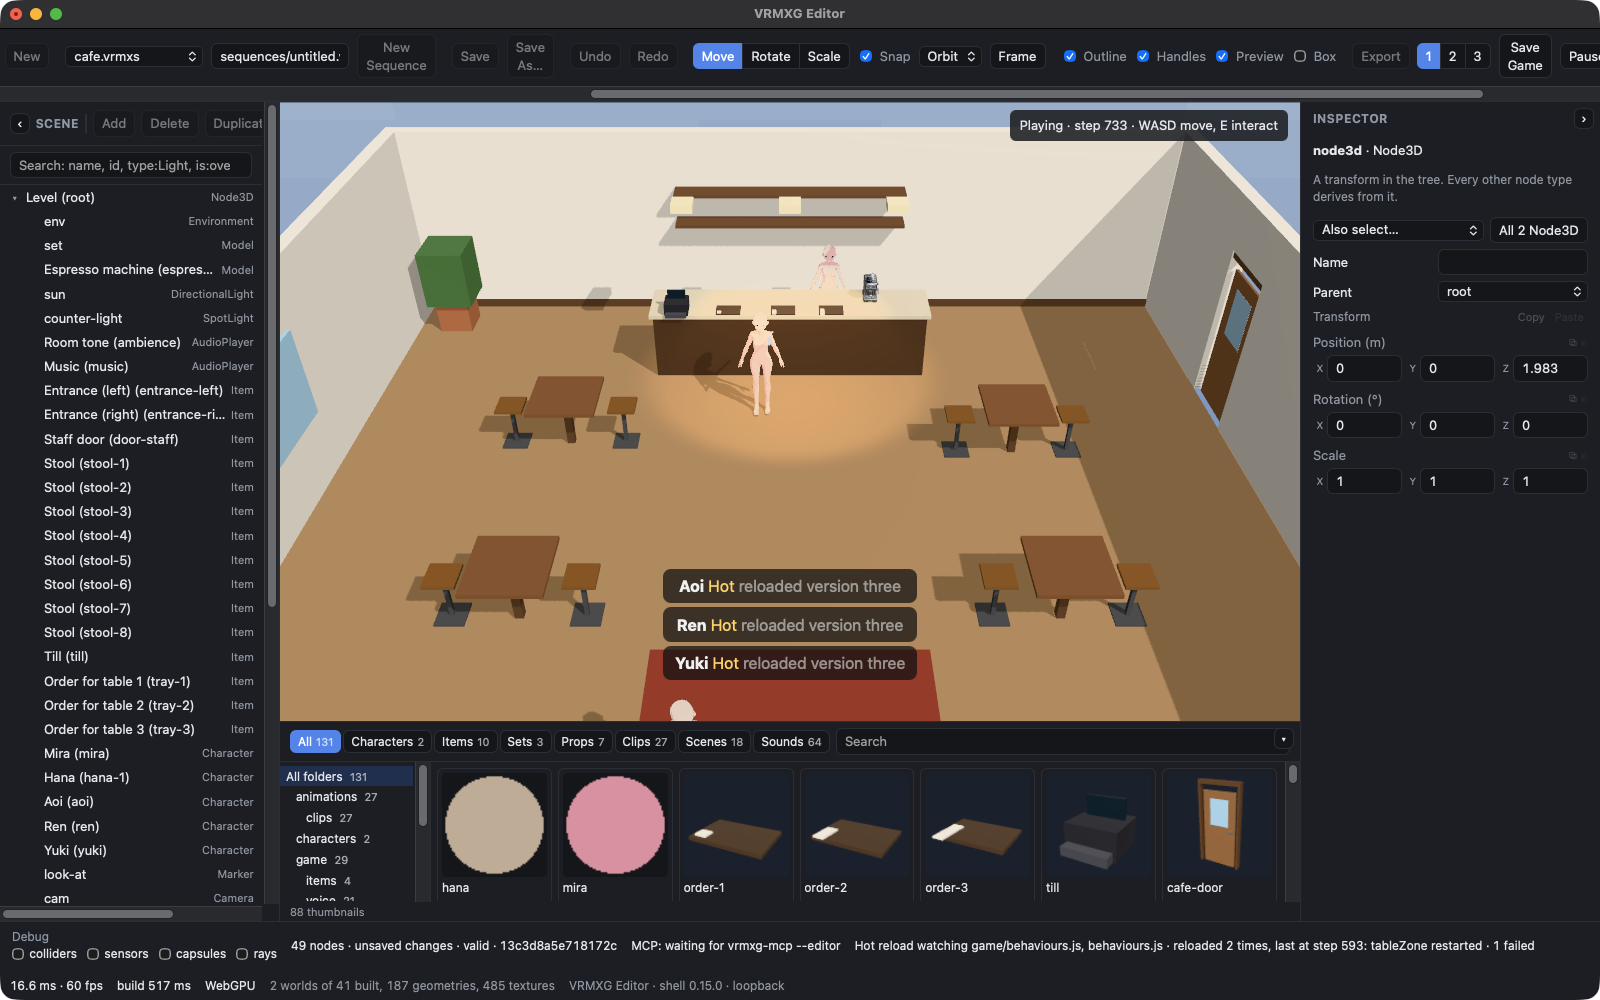 VRMXG Editor
New
cafe.vrmxs
sequences/untitled.
New Sequence
Save
Save As...
Undo
Redo
Move
Rotate
Scale
Snap
Orbit
Frame
Outline
Handles
Preview
Box
Export
1
2
3
Save Game
Paus
SCENE
Add
Delete
Duplicat
Search: name, id, type:Light, is:ove
Level (root) Node3D
env Environment
set Model
Espresso machine (espres... Model
sun DirectionalLight
counter-light SpotLight
Room tone (ambience) AudioPlayer
Music (music) AudioPlayer
Entrance (left) (entrance-left) Item
Entrance (right) (entrance-ri... Item
Staff door (door-staff) Item
Stool (stool-1) Item
Stool (stool-2) Item
Stool (stool-3) Item
Stool (stool-4) Item
Stool (stool-5) Item
Stool (stool-6) Item
Stool (stool-7) Item
Stool (stool-8) Item
Till (till) Item
Order for table 1 (tray-1) Item
Order for table 2 (tray-2) Item
Order for table 3 (tray-3) Item
Mira (mira) Character
Hana (hana-1) Character
Aoi (aoi) Character
Ren (ren) Character
Yuki (yuki) Character
look-at Marker
cam Camera
Playing · step 733 · WASD move, E interact
Aoi Hot reloaded version three
Ren Hot reloaded version three
Yuki Hot reloaded version three
All 131
Characters 2
Items 10
Sets 3
Props 7
Clips 27
Scenes 18
Sounds 64
Search
All folders 131
animations 27
clips 27
characters 2
game 29
items 4
voice 21
88 thumbnails
hana
mira
order-1
order-2
order-3
till
cafe-door
INSPECTOR
node3d · Node3D
A transform in the tree. Every other node type
derives from it.
Also select...
All 2 Node3D
Name
Parent root
Transform Copy Paste
Position (m)
X 0 Y 0 Z 1.983
Rotation (°)
X 0 Y 0 Z 0
Scale
X 1 Y 1 Z 1
Debug
colliders
sensors
capsules
rays
49 nodes · unsaved changes · valid · 13c3d8a5e718172c
MCP: waiting for vrmxg-mcp --editor
Hot reload watching game/behaviours.js, behaviours.js · reloaded 2 times, last at step 593: tableZone restarted · 1 failed
16.6 ms · 60 fps
build 517 ms
WebGPU
2 worlds of 41 built, 187 geometries, 485 textures
VRMXG Editor · shell 0.15.0 · loopback